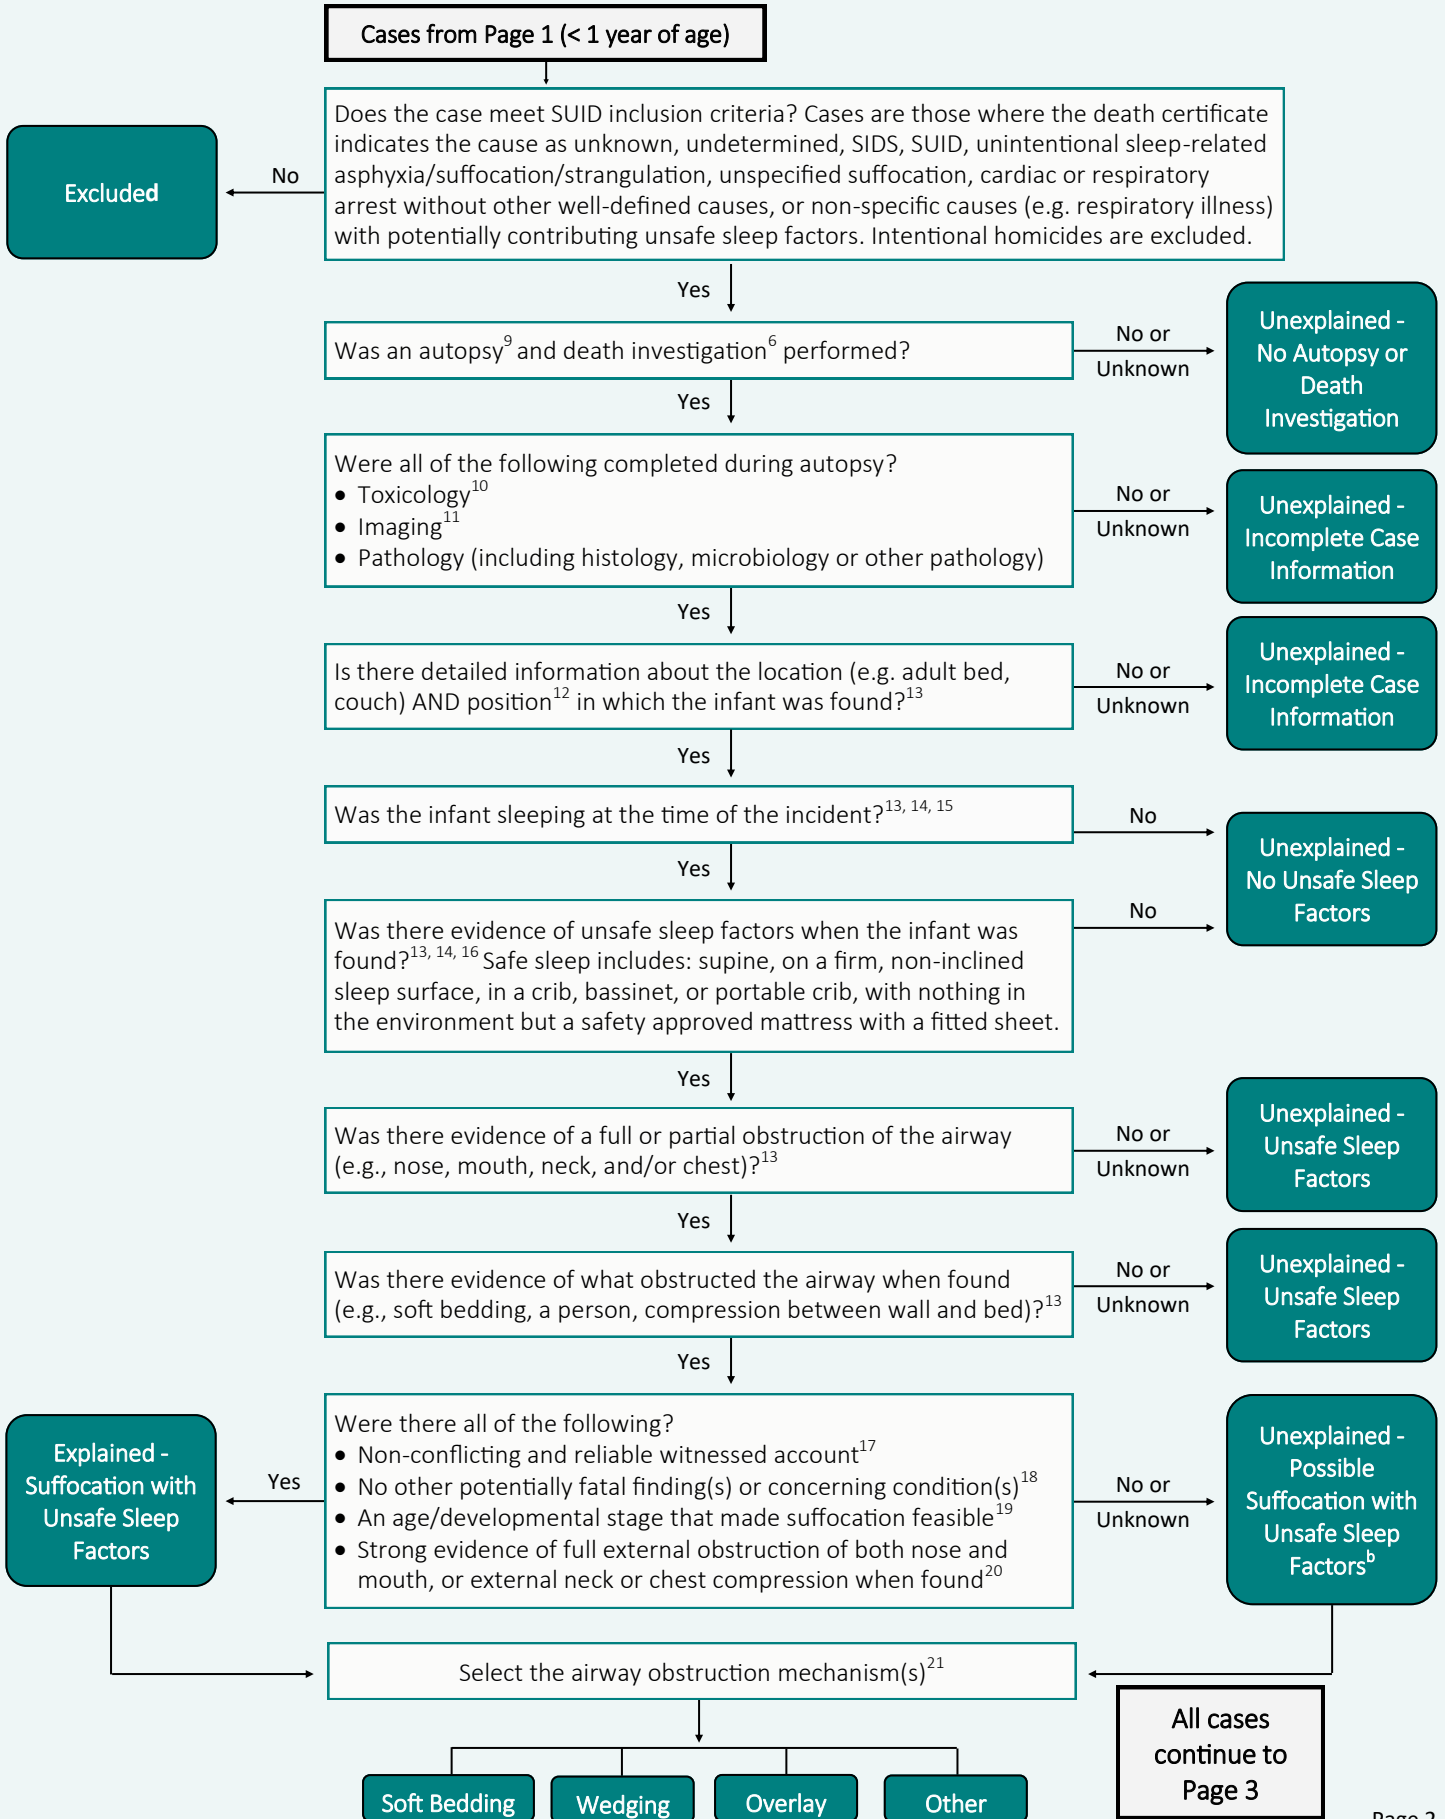 Cases from Page 1 (< 1 year of age)
Does the case meet SUID inclusion criteria? Cases are those where the death certificate
indicates the cause as unknown, undetermined, SIDS, SUID, unintentional sleep-related
asphyxia/suffocation/strangulation, unspecified suffocation, cardiac or respiratory
arrest without other well-defined causes, or non-specific causes (e.g. respiratory illness)
with potentially contributing unsafe sleep factors. Intentional homicides are excluded.
No
Excluded
Yes
Was an autopsy9 and death investigation6 performed?
No or
Unknown
Unexplained -
No Autopsy or
Death
Investigation
Yes
Were all of the following completed during autopsy?
• Toxicology10
• Imaging11
• Pathology (including histology, microbiology or other pathology)
No or
Unknown
Unexplained -
Incomplete Case
Information
Yes
Is there detailed information about the location (e.g. adult bed,
couch) AND position12 in which the infant was found?13
No or
Unknown
Unexplained -
Incomplete Case
Information
Yes
Was the infant sleeping at the time of the incident?13, 14, 15
No
Unexplained -
No Unsafe Sleep
Factors
Yes
Was there evidence of unsafe sleep factors when the infant was
found?13, 14, 16 Safe sleep includes: supine, on a firm, non-inclined
sleep surface, in a crib, bassinet, or portable crib, with nothing in
the environment but a safety approved mattress with a fitted sheet.
No
Yes
Was there evidence of a full or partial obstruction of the airway
(e.g., nose, mouth, neck, and/or chest)?13
No or
Unknown
Unexplained -
Unsafe Sleep
Factors
Yes
Was there evidence of what obstructed the airway when found
(e.g., soft bedding, a person, compression between wall and bed)?13
No or
Unknown
Unexplained -
Unsafe Sleep
Factors
Yes
Were there all of the following?
• Non-conflicting and reliable witnessed account17
• No other potentially fatal finding(s) or concerning condition(s)18
• An age/developmental stage that made suffocation feasible19
• Strong evidence of full external obstruction of both nose and
mouth, or external neck or chest compression when found20
Yes
Explained -
Suffocation with
Unsafe Sleep
Factors
No or
Unknown
Unexplained -
Possible
Suffocation with
Unsafe Sleep
Factorsb
Select the airway obstruction mechanism(s)21
Soft Bedding
Wedging
Overlay
Other
All cases
continue to
Page 3
Page 2